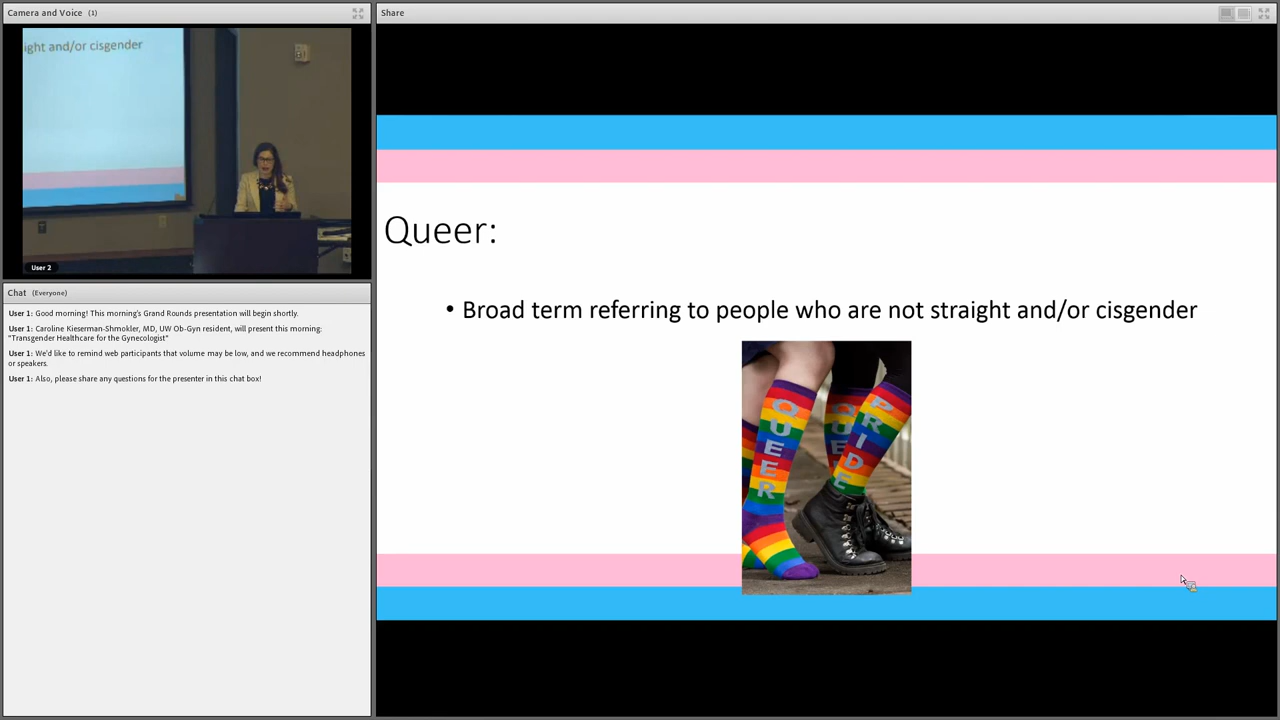 Camera and Voice (1)
ight and/or cisgender
User 2
Chat (Everyone)
User 1: Good morning! This morning's Grand Rounds presentation will begin shortly.
User 1: Caroline Kieserman-Shmokler, MD, UW Ob-Gyn resident, will present this morning:
"Transgender Healthcare for the Gynecologist"
User 1: We'd like to remind web participants that volume may be low, and we recommend headphones
or speakers.
User 1: Also, please share any questions for the presenter in this chat box!
Share
Queer:
• Broad term referring to people who are not straight and/or cisgender
QUEER
QUE
PRIDE